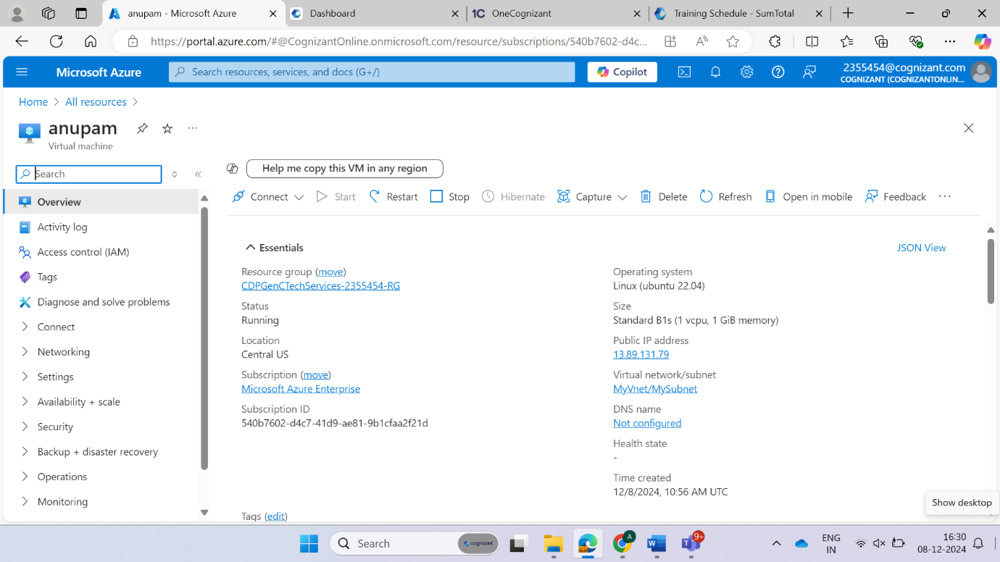 anupam - Microsoft Azure
Dashboard
1C OneCognizant
Training Schedule - SumTotal
https://portal.azure.com/#@CognizantOnline.onmicrosoft.com/resource/subscriptions/540b7602-d4c...
Microsoft Azure
Search resources, services, and docs (G+/)
Copilot
2355454@cognizant.com
COGNIZANT (COGNIZANTONLIN...
Home > All resources >
anupam
Virtual machine
Search
Help me copy this VM in any region
Connect
Start
Restart
Stop
Hibernate
Capture
Delete
Refresh
Open in mobile
Feedback
Overview
Activity log
Access control (IAM)
Tags
Diagnose and solve problems
Connect
Networking
Settings
Availability + scale
Security
Backup + disaster recovery
Operations
Monitoring
Essentials
JSON View
Resource group (move)
CDPGenCTechServices-2355454-RG
Status
Running
Location
Central US
Subscription (move)
Microsoft Azure Enterprise
Subscription ID
540b7602-d4c7-41d9-ae81-9b1cfaa2f21d
Operating system
Linux (ubuntu 22.04)
Size
Standard B1s (1 vcpu, 1 GiB memory)
Public IP address
13.89.131.79
Virtual network/subnet
MyVnet/MySubnet
DNS name
Not configured
Health state
-
Time created
12/8/2024, 10:56 AM UTC
Tags (edit)
Show desktop
Search
cognizant
A
9+
ENG
IN
16:30
08-12-2024